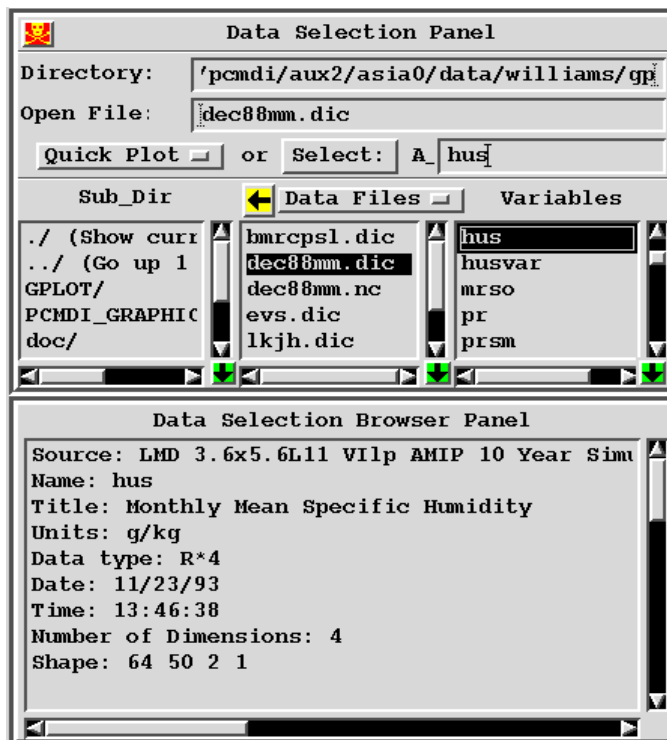 Data Selection Panel
Directory: ’pcmdi/aux2/asia0/data/williams/gp
Open File: dec88mm.dic
Quick Plot or Select: A_ hus
Sub_Dir Data Files Variables
./ (Show curr bmrcpsl.dic hus
../ (Go up 1 dec88mm.dic husvar
GPLOT/ dec88mm.nc mrso
PCMDI_GRAPHIC evs.dic pr
doc/ lkjh.dic prsm
Data Selection Browser Panel
Source: LMD 3.6x5.6L11 VIlp AMIP 10 Year Simu
Name: hus
Title: Monthly Mean Specific Humidity
Units: g/kg
Data type: R*4
Date: 11/23/93
Time: 13:46:38
Number of Dimensions: 4
Shape: 64 50 2 1